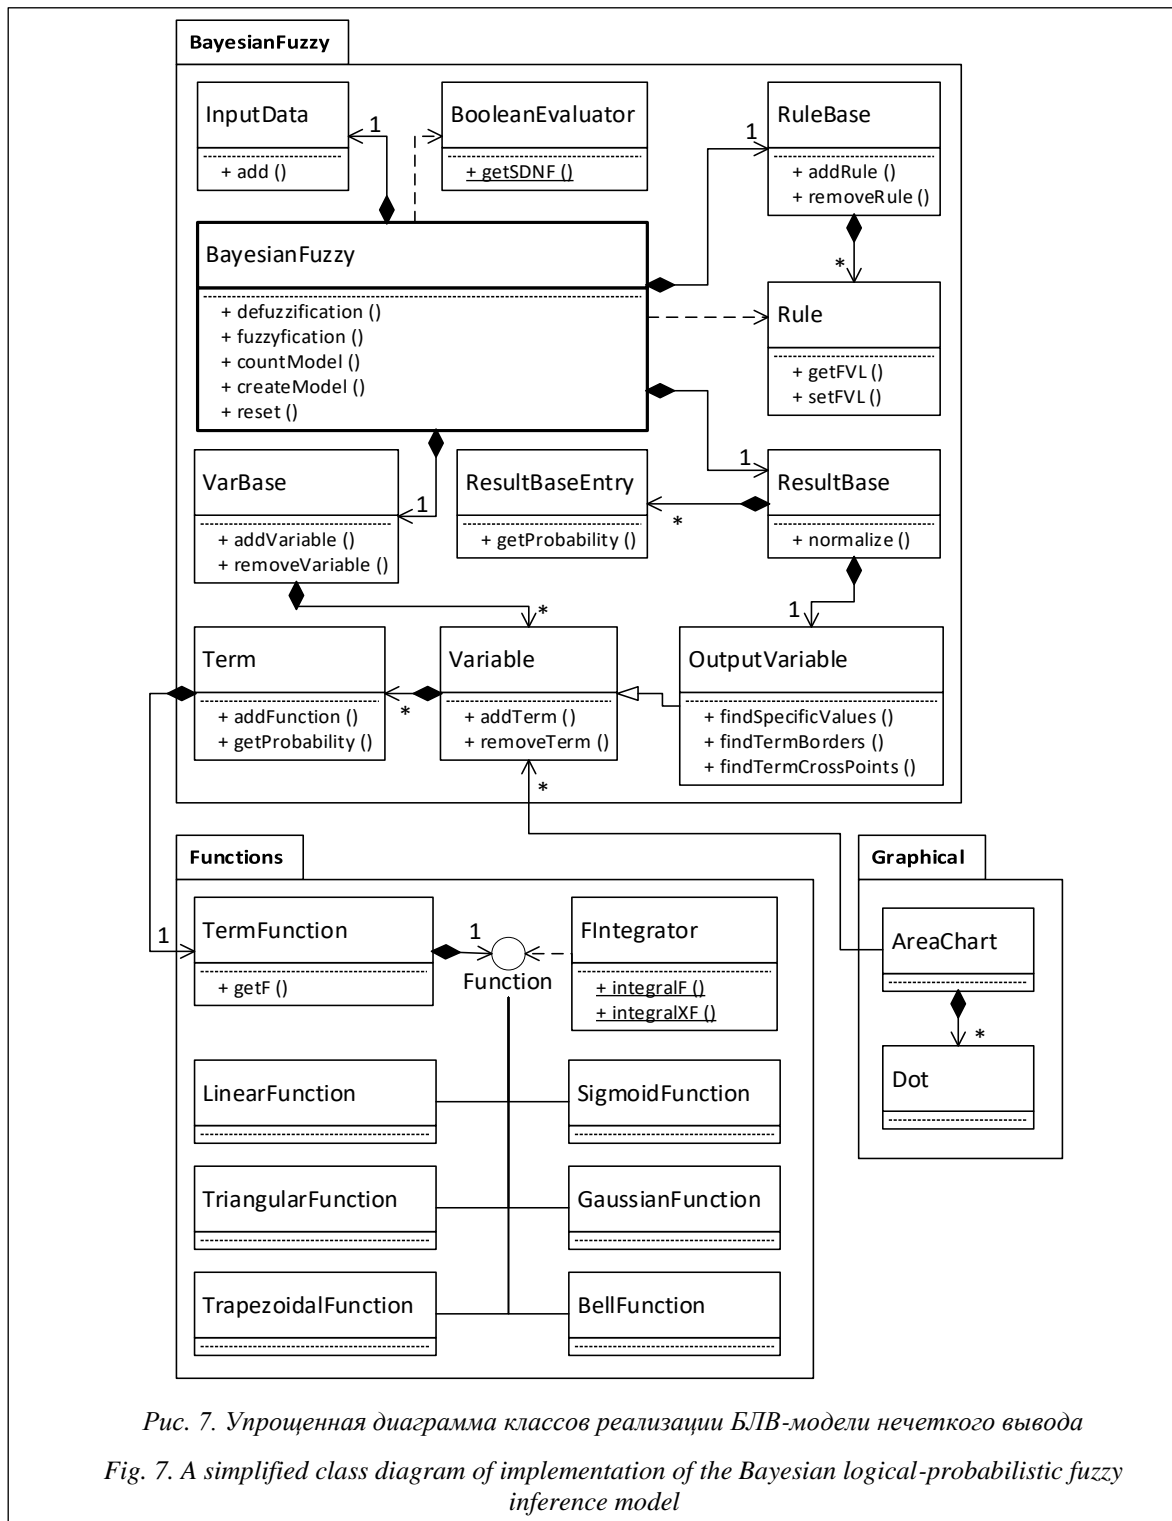 BayesianFuzzy
InputData
+ add ()
1
BooleanEvaluator
+ getSDNF ()
RuleBase
+ addRule ()
+ removeRule ()
1
*
BayesianFuzzy
+ defuzzification ()
+ fuzzyfication ()
+ countModel ()
+ createModel ()
+ reset ()
Rule
+ getFVL ()
+ setFVL ()
VarBase
+ addVariable ()
+ removeVariable ()
1
ResultBaseEntry
+ getProbability ()
*
1
ResultBase
+ normalize ()
*
1
Term
+ addFunction ()
+ getProbability ()
*
Variable
+ addTerm ()
+ removeTerm ()
*
OutputVariable
+ findSpecificValues ()
+ findTermBorders ()
+ findTermCrossPoints ()
Functions
1
TermFunction
+ getF ()
1
Function
FIntegrator
+ integralF ()
+ integralXF ()
LinearFunction
SigmoidFunction
TriangularFunction
GaussianFunction
TrapezoidalFunction
BellFunction
Graphical
AreaChart
*
Dot
Рис. 7. Упрощенная диаграмма классов реализации БЛВ-модели нечеткого вывода
Fig. 7. A simplified class diagram of implementation of the Bayesian logical-probabilistic fuzzy
inference model